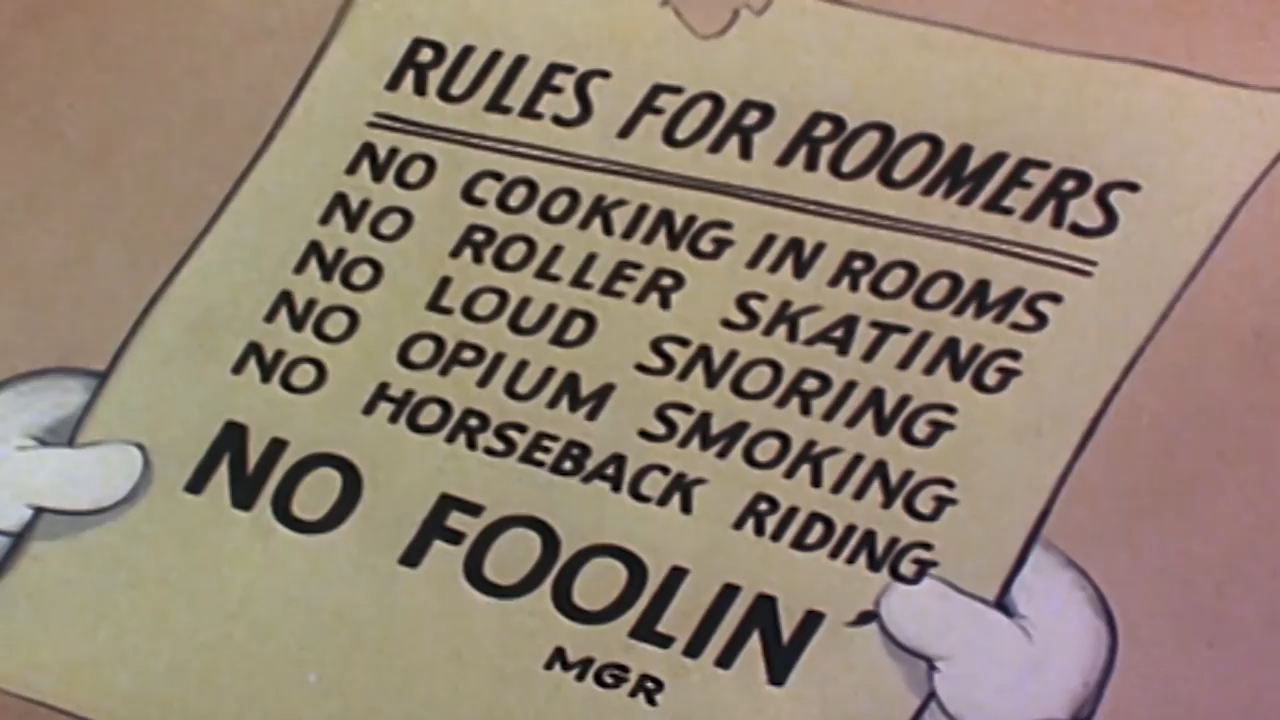 RULES FOR ROOMERS
NO COOKING IN ROOMS
NO ROLLER SKATING
NO LOUD SNORING
NO OPIUM SMOKING
NO HORSEBACK RIDING
NO FOOLIN'
MGR